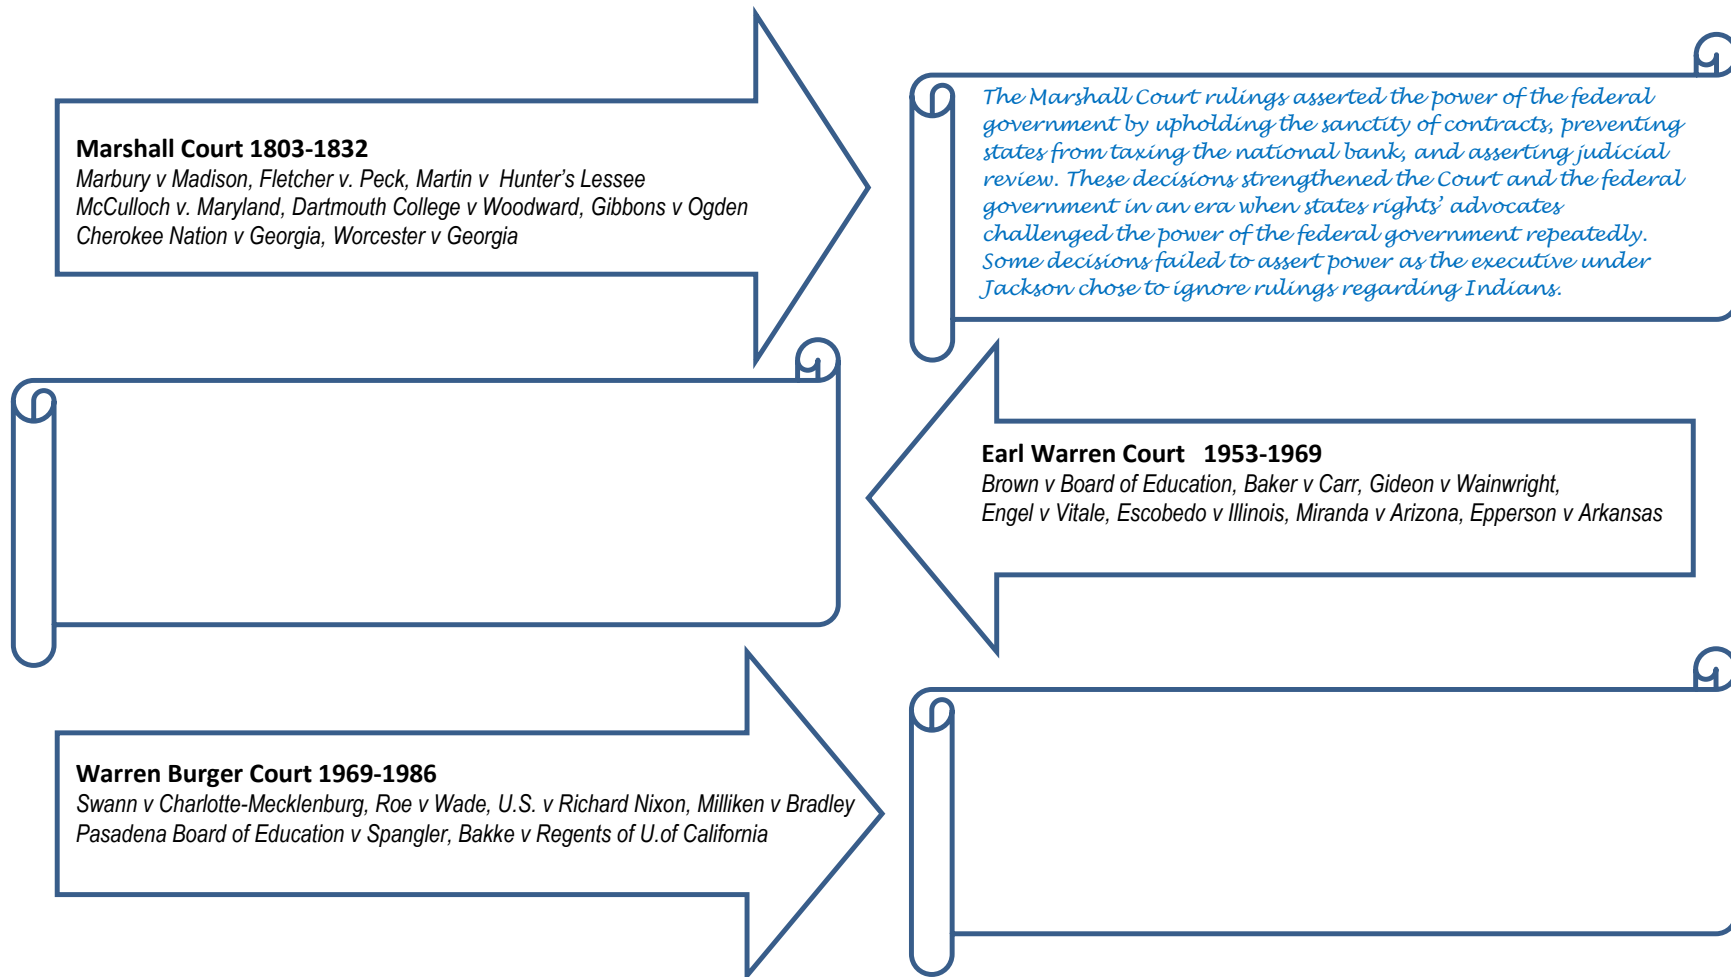 Marshall Court 1803-1832
Marbury v Madison, Fletcher v. Peck, Martin v  Hunter's Lessee
McCulloch v. Maryland, Dartmouth College v Woodward, Gibbons v Ogden
Cherokee Nation v Georgia, Worcester v Georgia
The Marshall Court rulings asserted the power of the federal
government by upholding the sanctity of contracts, preventing
states from taxing the national bank, and asserting judicial
review. These decisions strengthened the Court and the federal
government in an era when states rights' advocates
challenged the power of the federal government repeatedly.
Some decisions failed to assert power as the executive under
Jackson chose to ignore rulings regarding Indians.
Earl Warren Court   1953-1969
Brown v Board of Education, Baker v Carr, Gideon v Wainwright,
Engel v Vitale, Escobedo v Illinois, Miranda v Arizona, Epperson v Arkansas
Warren Burger Court 1969-1986
Swann v Charlotte-Mecklenburg, Roe v Wade, U.S. v Richard Nixon, Milliken v Bradley
Pasadena Board of Education v Spangler, Bakke v Regents of U.of California